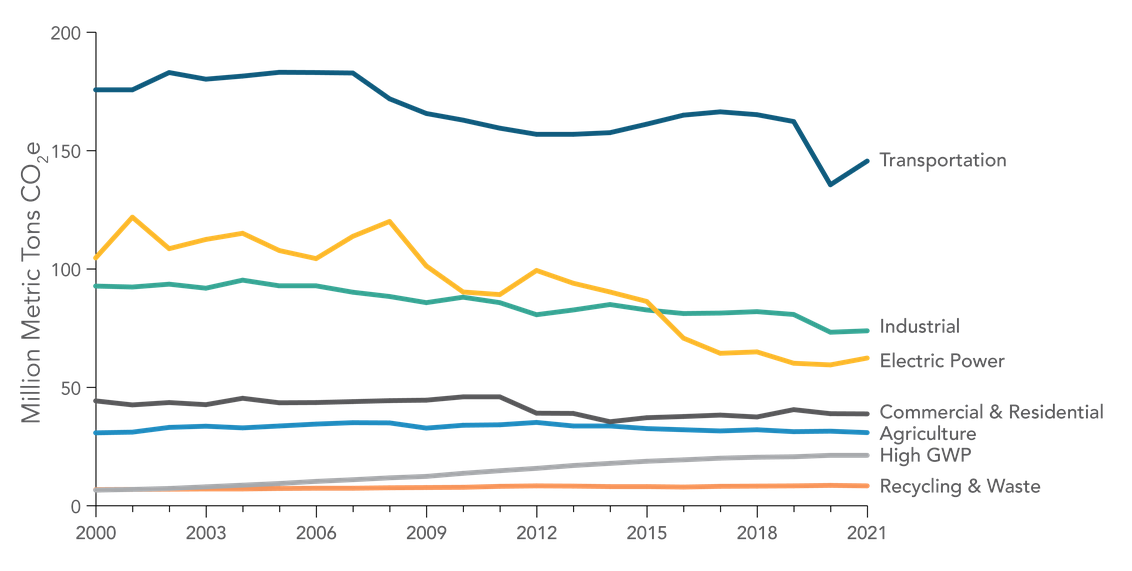 200
150
100
50
0
Million Metric Tons CO₂e
Transportation
Industrial
Electric Power
Commercial & Residential
Agriculture
High GWP
Recycling & Waste
2000 2003 2006 2009 2012 2015 2018 2021